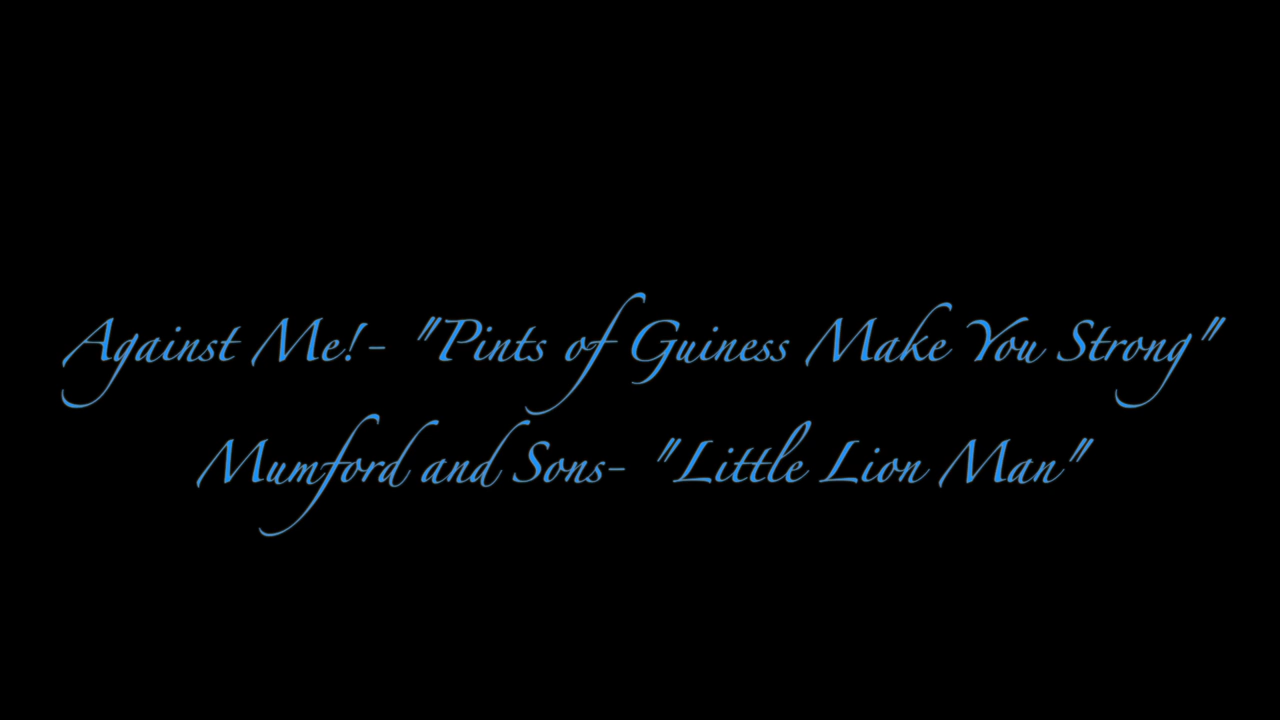 Against Me!- "Pints of Guiness Make You Strong"
Mumford and Sons- "Little Lion Man"